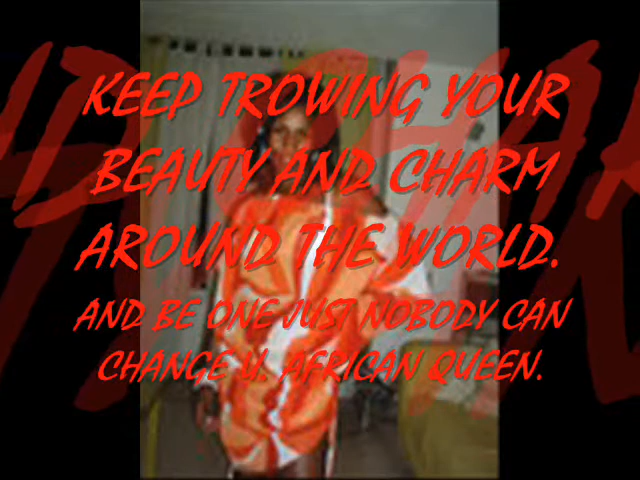 KEEP TROWING YOUR
BEAUTY AND CHARM
AROUND THE WORLD.
AND BE ONE JUST NOBODY CAN
CHANGE U. AFRICAN QUEEN.